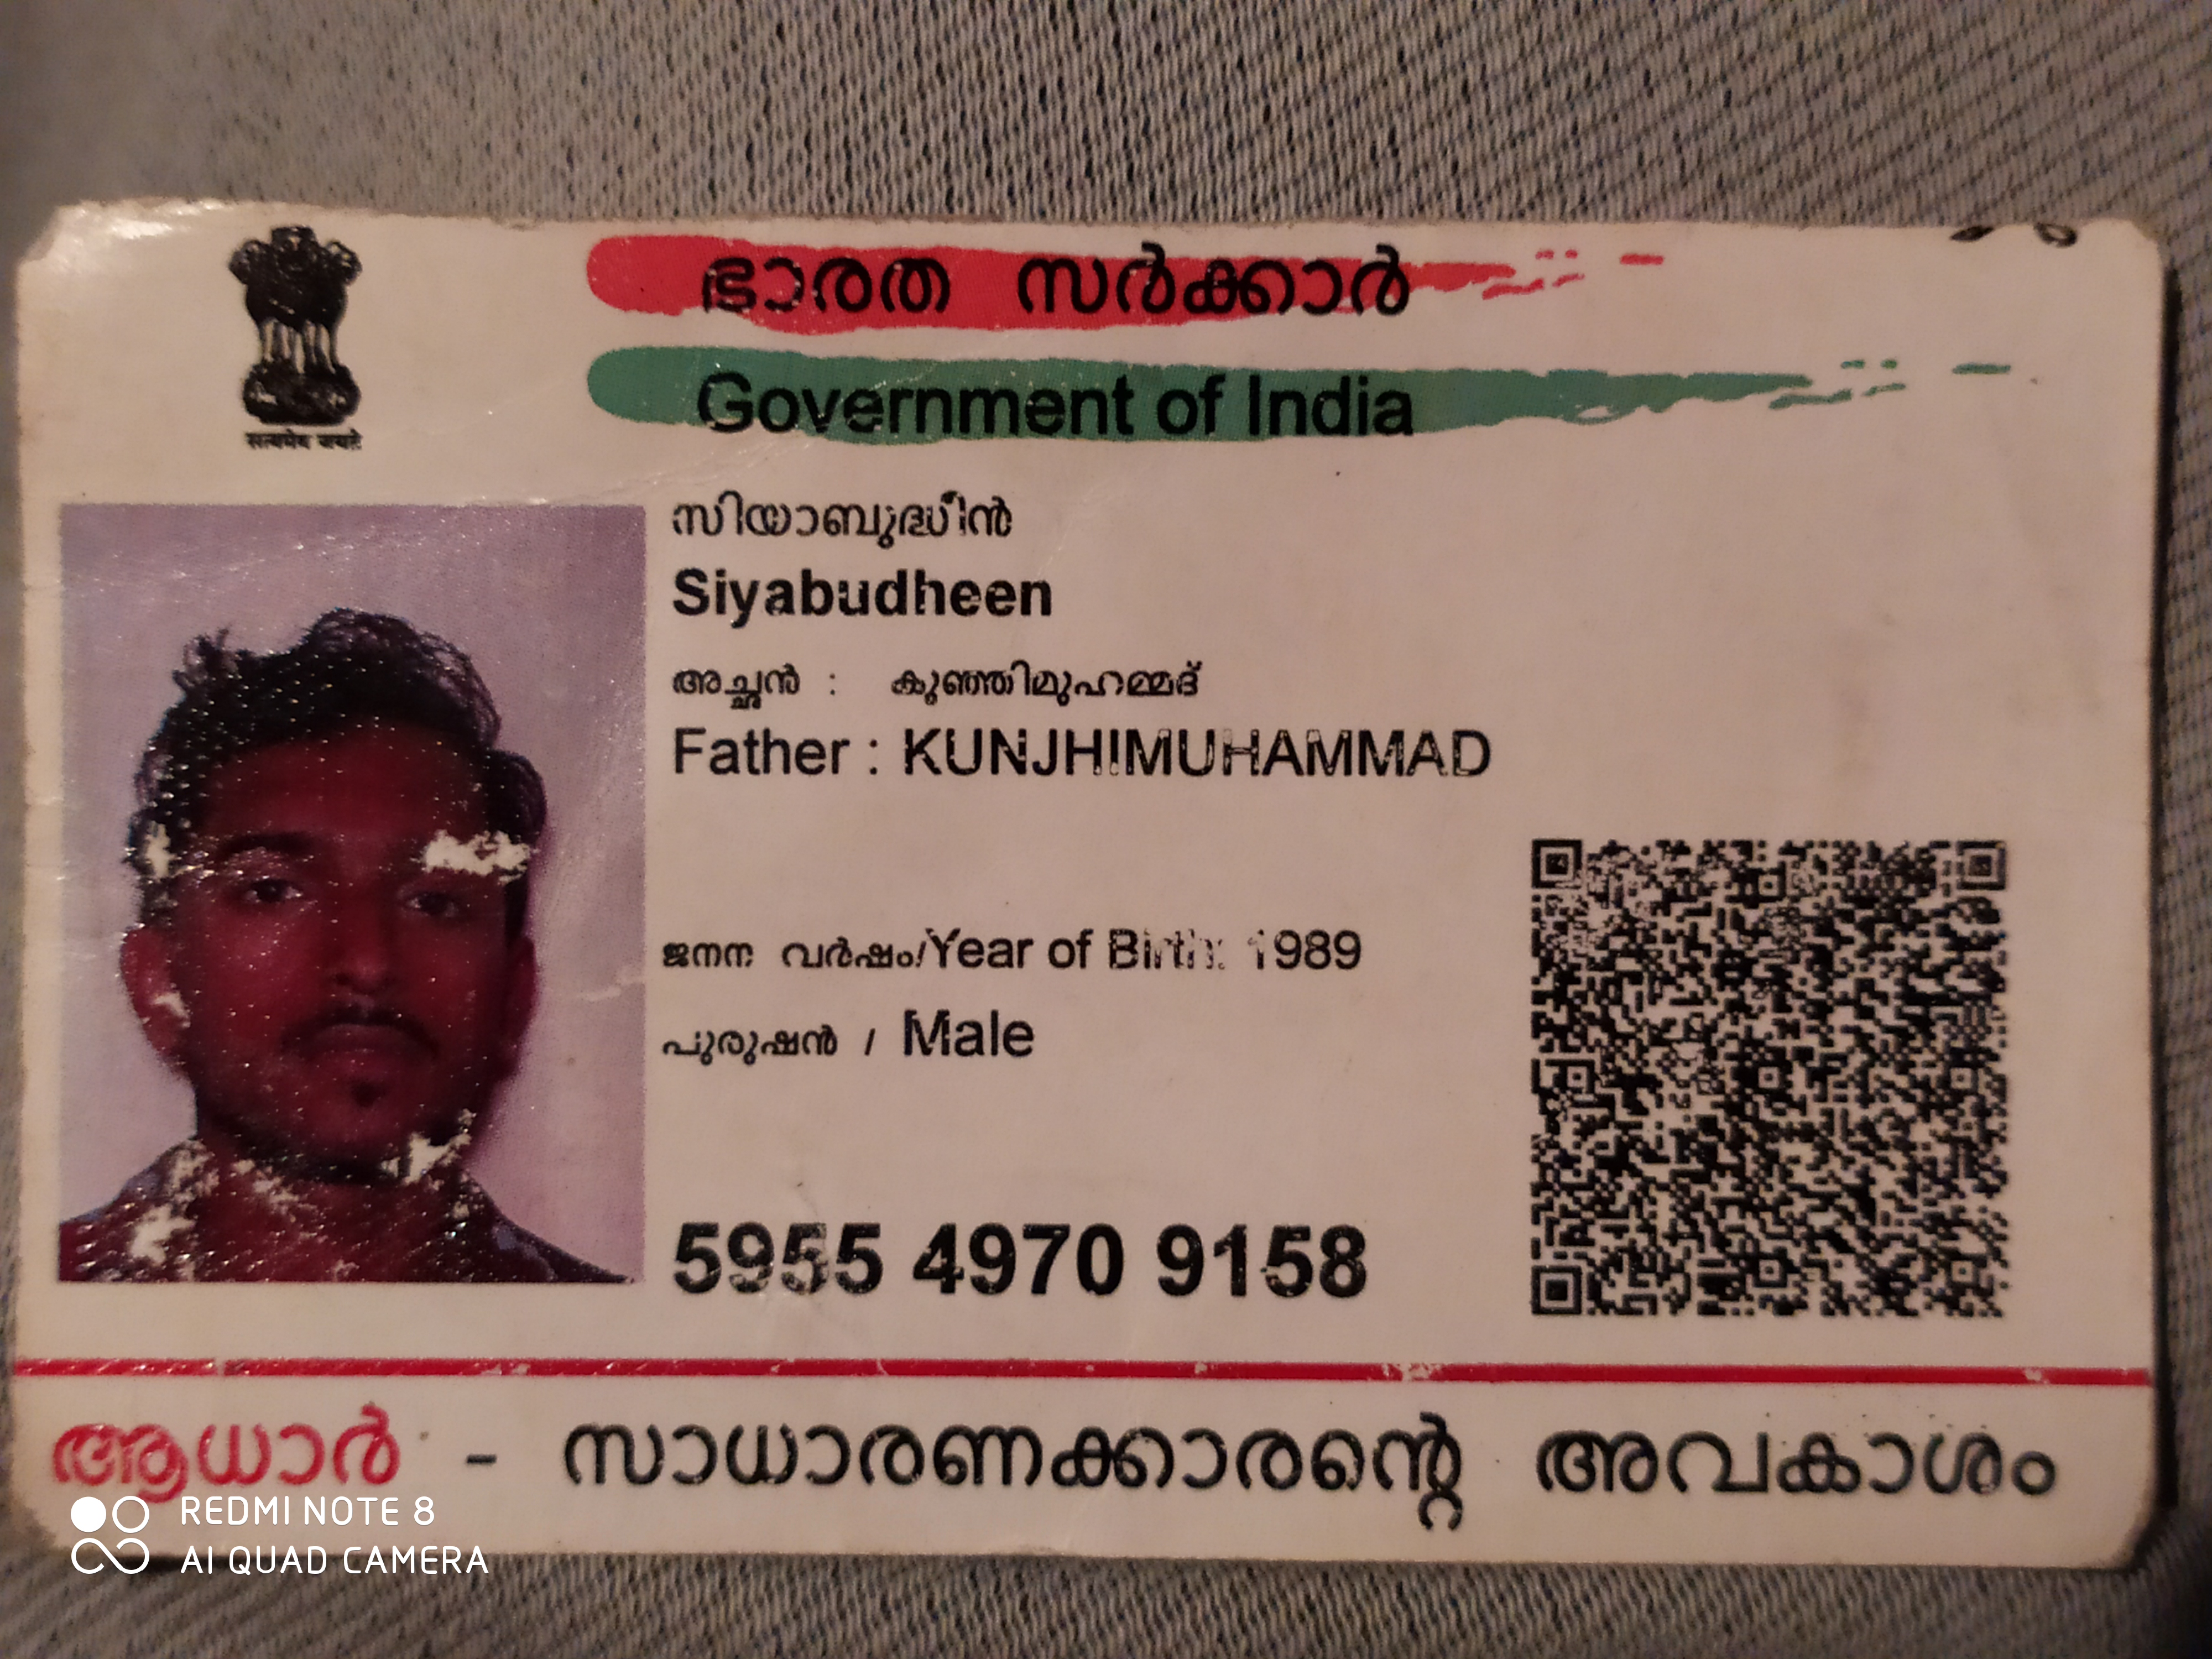 ഭാരത സർക്കാർ
Government of India
सत्यमेव जयते
സിയാബുദ്ധീൻ
Siyabudheen
അച്ഛൻ : കുഞ്ഞിമുഹമ്മദ്
Father : KUNJHIMUHAMMAD
ജനന വർഷം/Year of Birth: 1989
പുരുഷൻ / Male
5955 4970 9158
ആധാർ - സാധാരണക്കാരന്റെ അവകാശം
REDMI NOTE 8
AI QUAD CAMERA